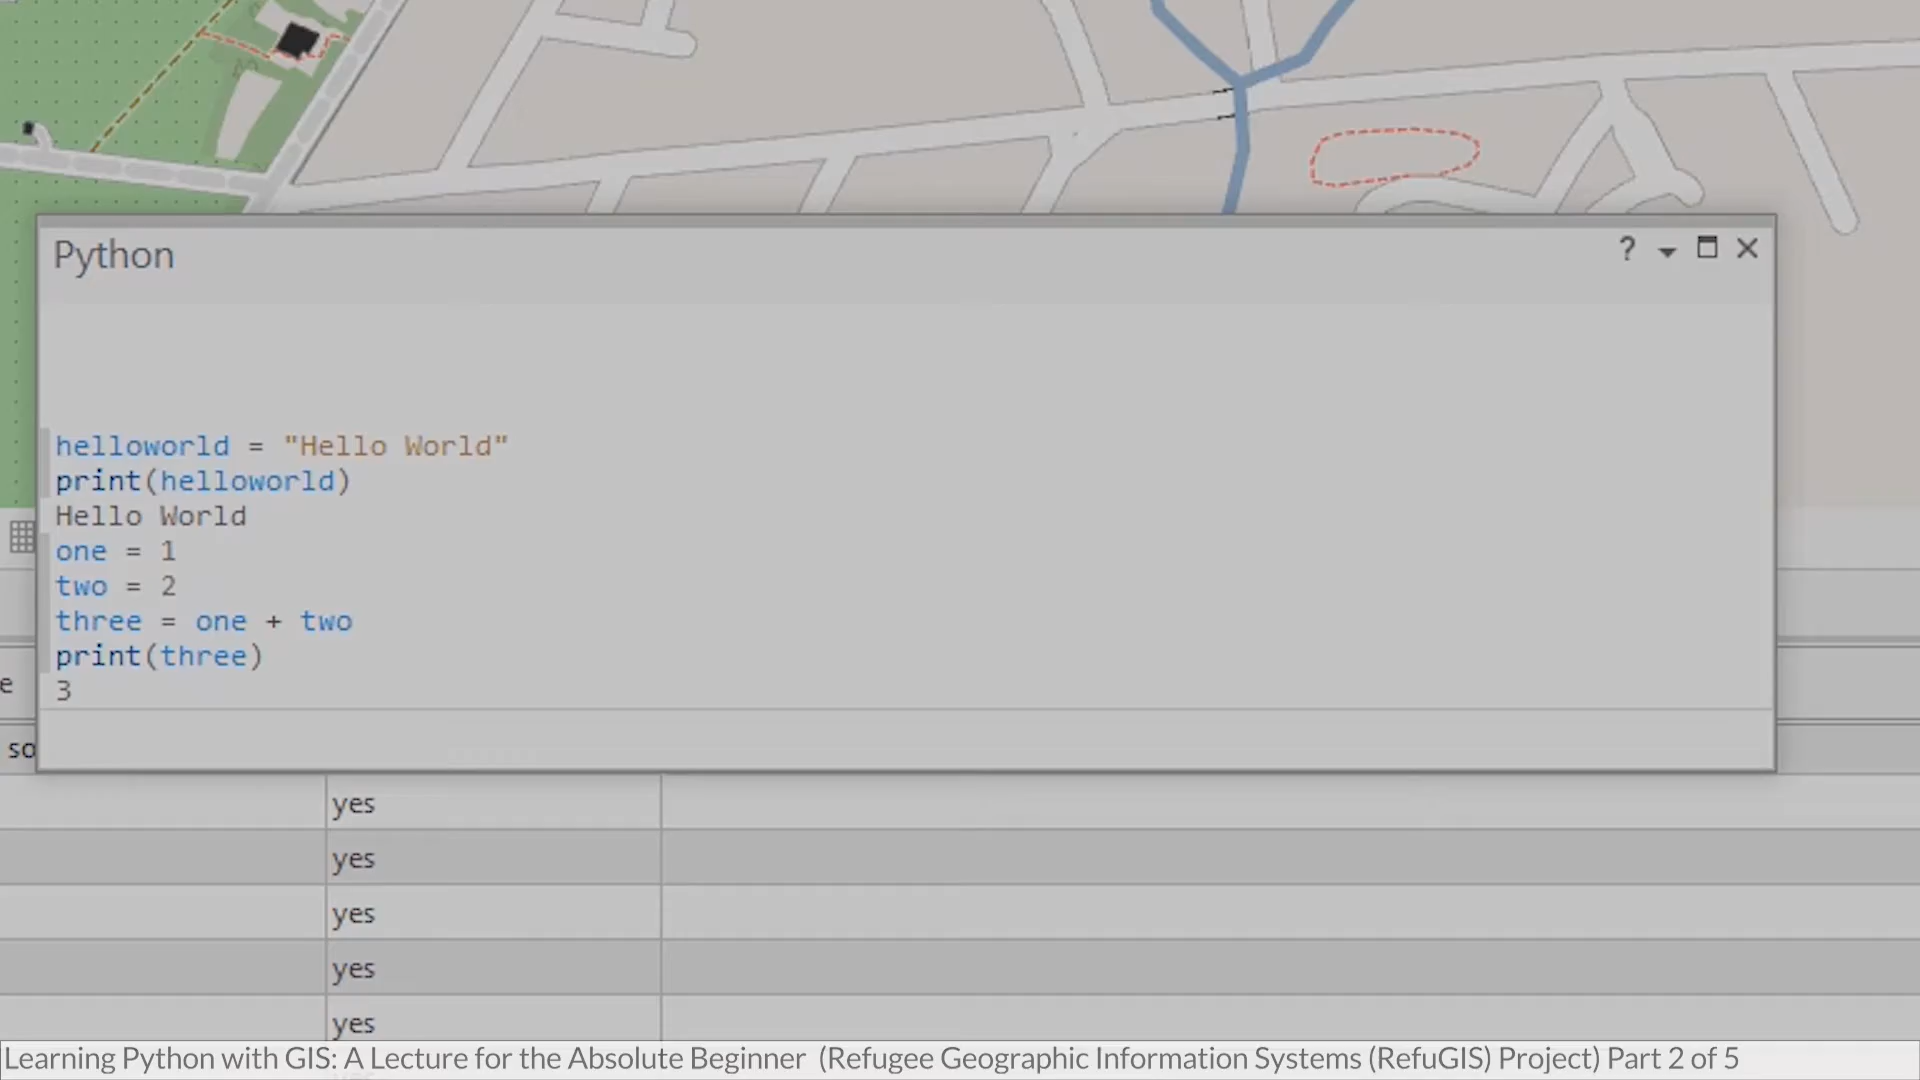 Python
?
helloworld = "Hello World"
print(helloworld)
Hello World
one = 1
two = 2
three = one + two
print(three)
3
e
so
yes
yes
yes
yes
yes
Learning Python with GIS: A Lecture for the Absolute Beginner (Refugee Geographic Information Systems (RefuGIS) Project) Part 2 of 5